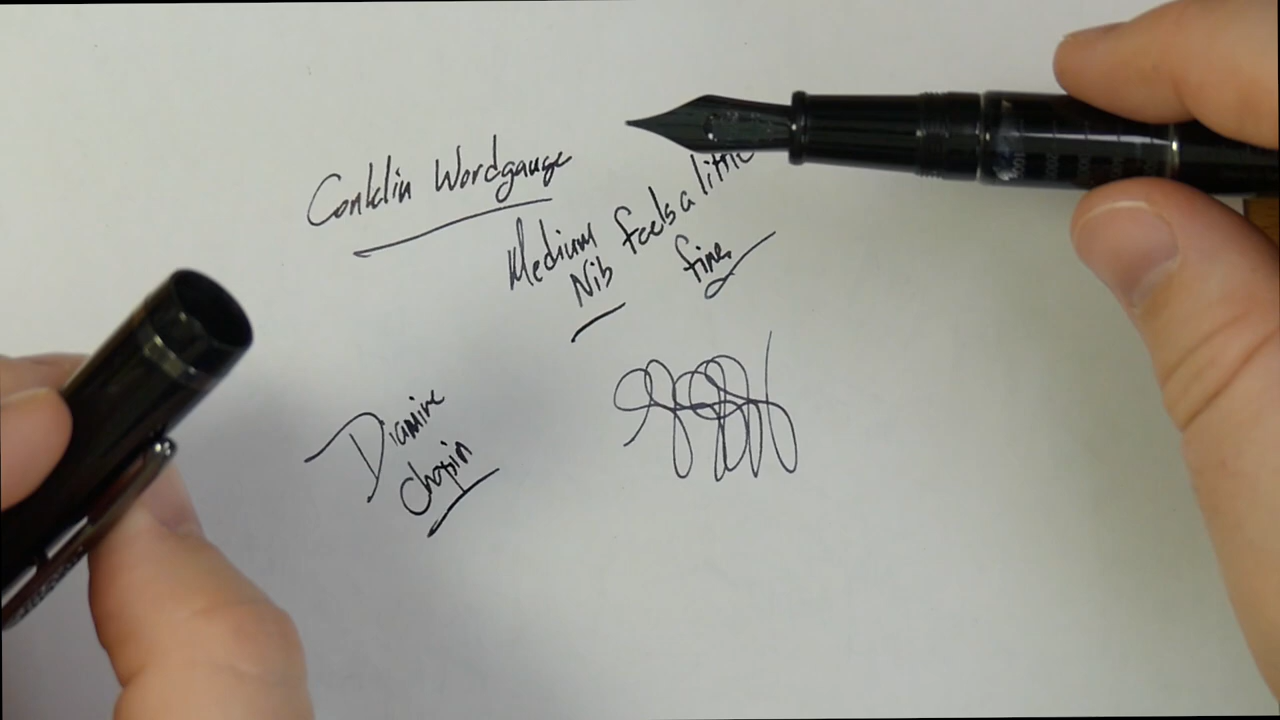 Conklin Wordgauge
Medium feels a little
Nib fine
Diamine
chopin